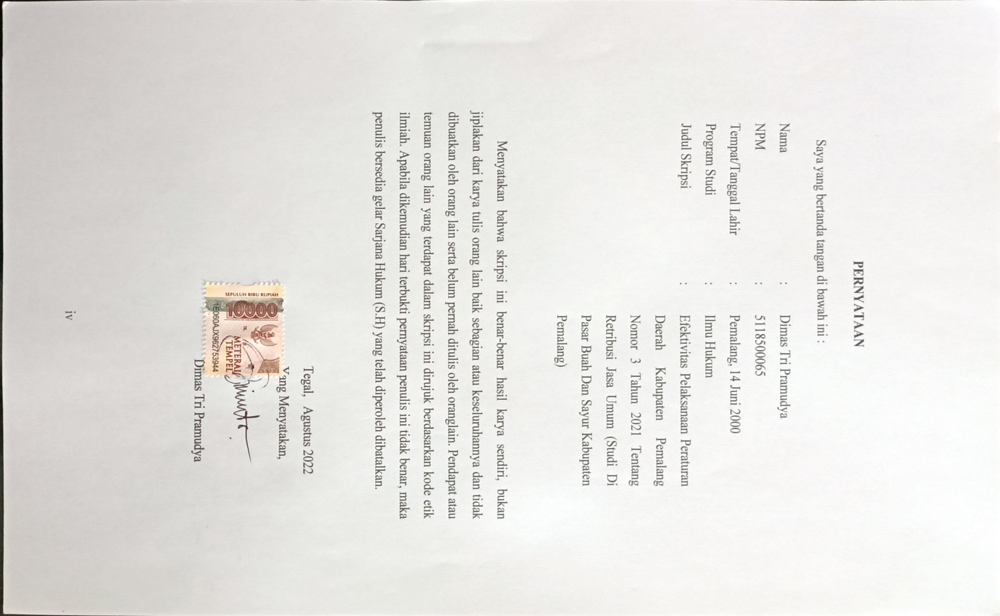 PERNYATAAN
Saya yang bertanda tangan di bawah ini :
Nama : Dimas Tri Pramudya
NPM : 5118500065
Tempat/Tanggal Lahir : Pemalang, 14 Juni 2000
Program Studi : Ilmu Hukum
Judul Skripsi : Efektivitas Pelaksanaan Peraturan
Daerah Kabupaten Pemalang
Nomor 3 Tahun 2021 Tentang
Retribusi Jasa Umum (Studi Di
Pasar Buah Dan Sayur Kabupaten
Pemalang)
Menyatakan bahwa skripsi ini benar-benar hasil karya sendiri, bukan
jiplakan dari karya tulis orang lain baik sebagian atau keseluruhannya dan tidak
dibuatkan oleh orang lain serta belum pernah ditulis oleh oranglain. Pendapat atau
temuan orang lain yang terdapat dalam skripsi ini dirujuk berdasarkan kode etik
ilmiah. Apabila dikemudian hari terbukti pernyataan penulis ini tidak benar, maka
penulis bersedia gelar Sarjana Hukum (S.H) yang telah diperoleh dibatalkan.
Tegal, Agustus 2022
Yang Menyatakan,
SEPULUH RIBU RUPIAH
10000
TGL.
METERAI
TEMPEL
1E060AJX962753944
Dimas Tri Pramudya
iv